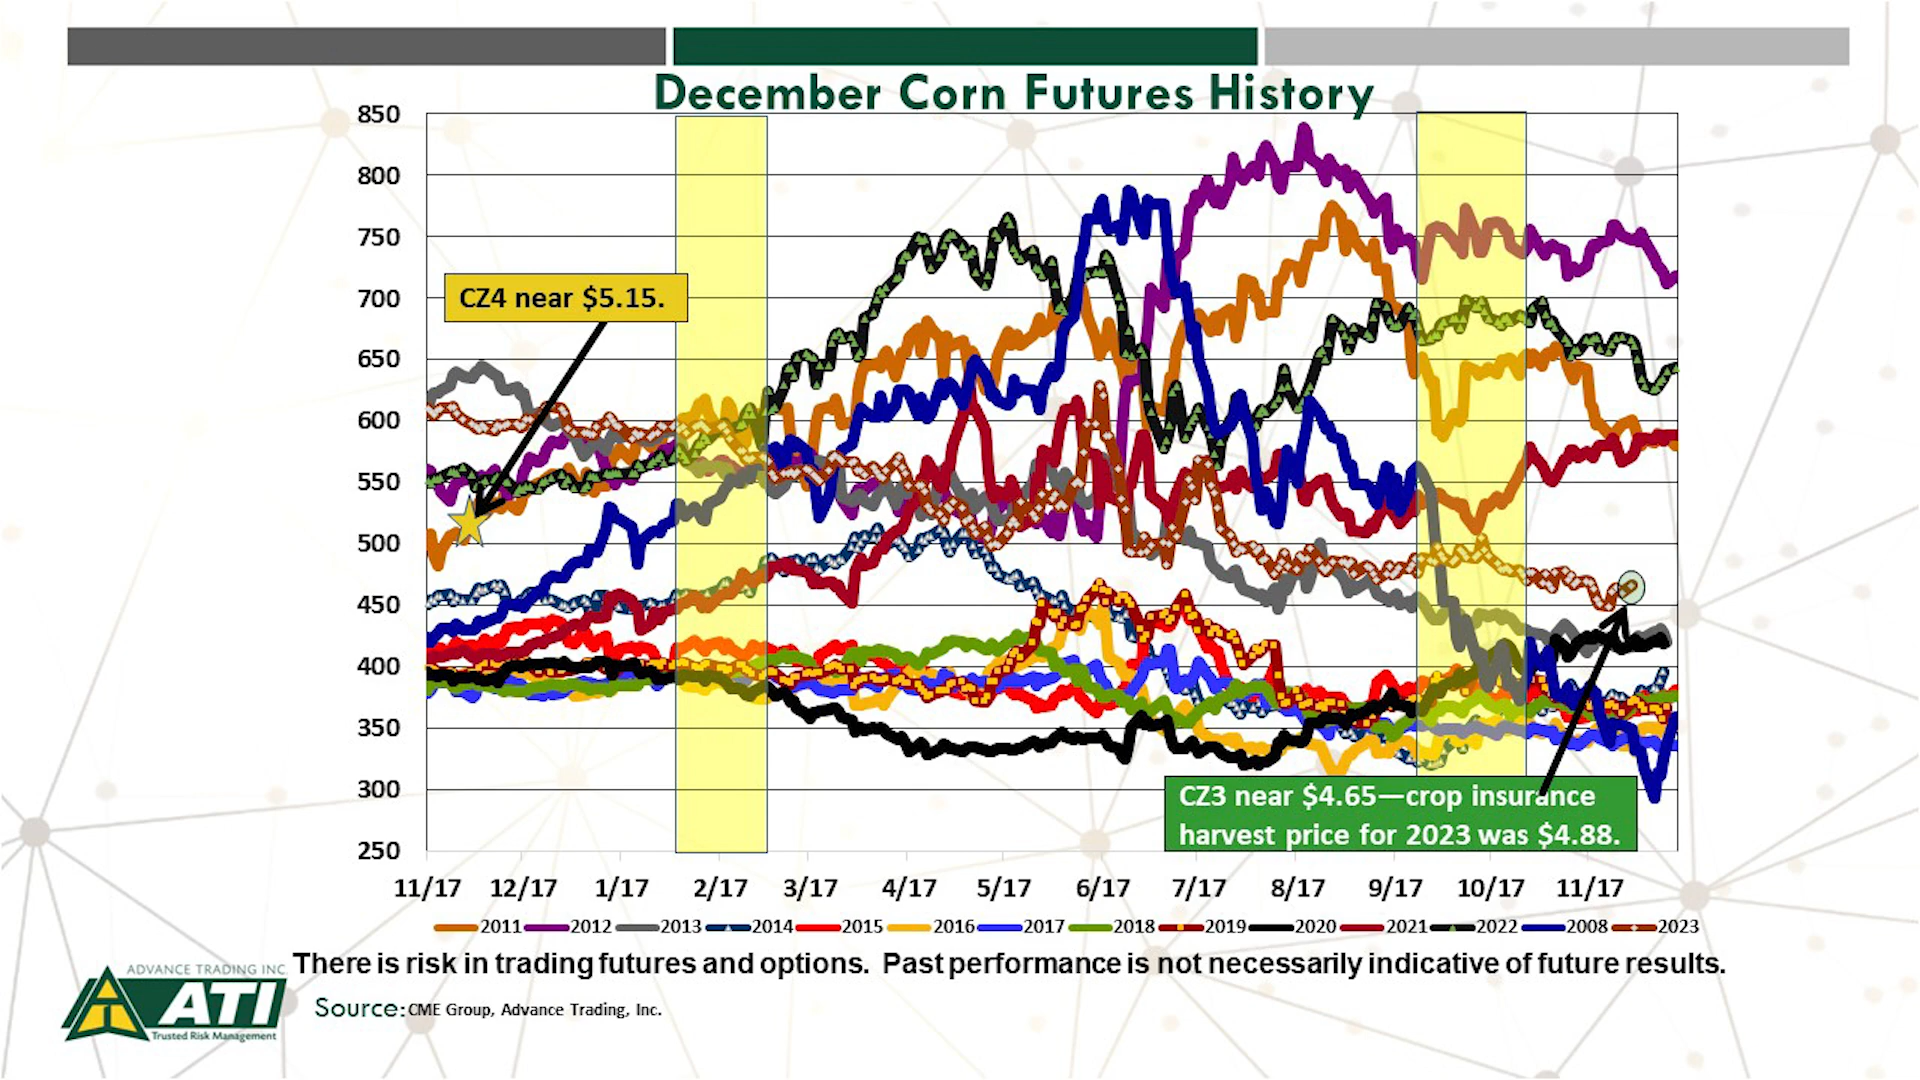 December Corn Futures History
850
800
750
700
650
600
550
500
450
400
350
300
250
CZ4 near $5.15.
CZ3 near $4.65—crop insurance
harvest price for 2023 was $4.88.
11/17 12/17 1/17 2/17 3/17 4/17 5/17 6/17 7/17 8/17 9/17 10/17 11/17
2011 2012 2013 2014 2015 2016 2017 2018 2019 2020 2021 2022 2008 2023
There is risk in trading futures and options. Past performance is not necessarily indicative of future results.
ADVANCE TRADING INC.
ATI
Trusted Risk Management
Source: CME Group, Advance Trading, Inc.